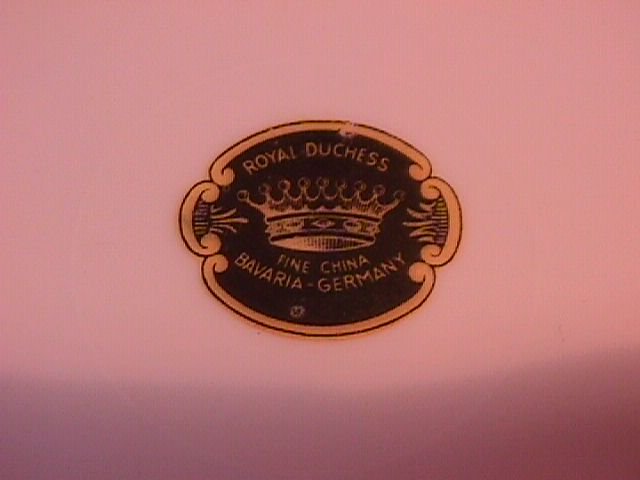 ROYAL DUCHESS
FINE CHINA
BAVARIA - GERMANY